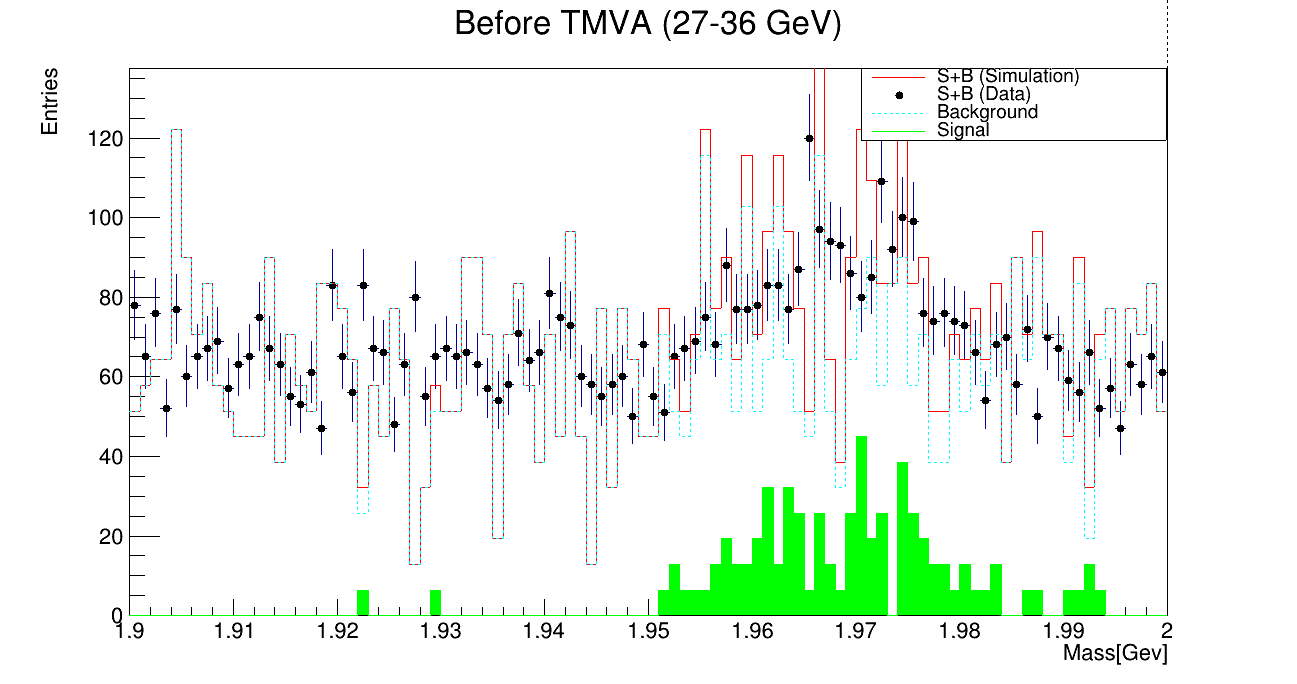 Before TMVA (27-36 GeV)
Entries
S+B (Simulation)
S+B (Data)
Background
Signal
120
100
80
60
40
20
0
1.9 1.91 1.92 1.93 1.94 1.95 1.96 1.97 1.98 1.99 2
Mass[Gev]